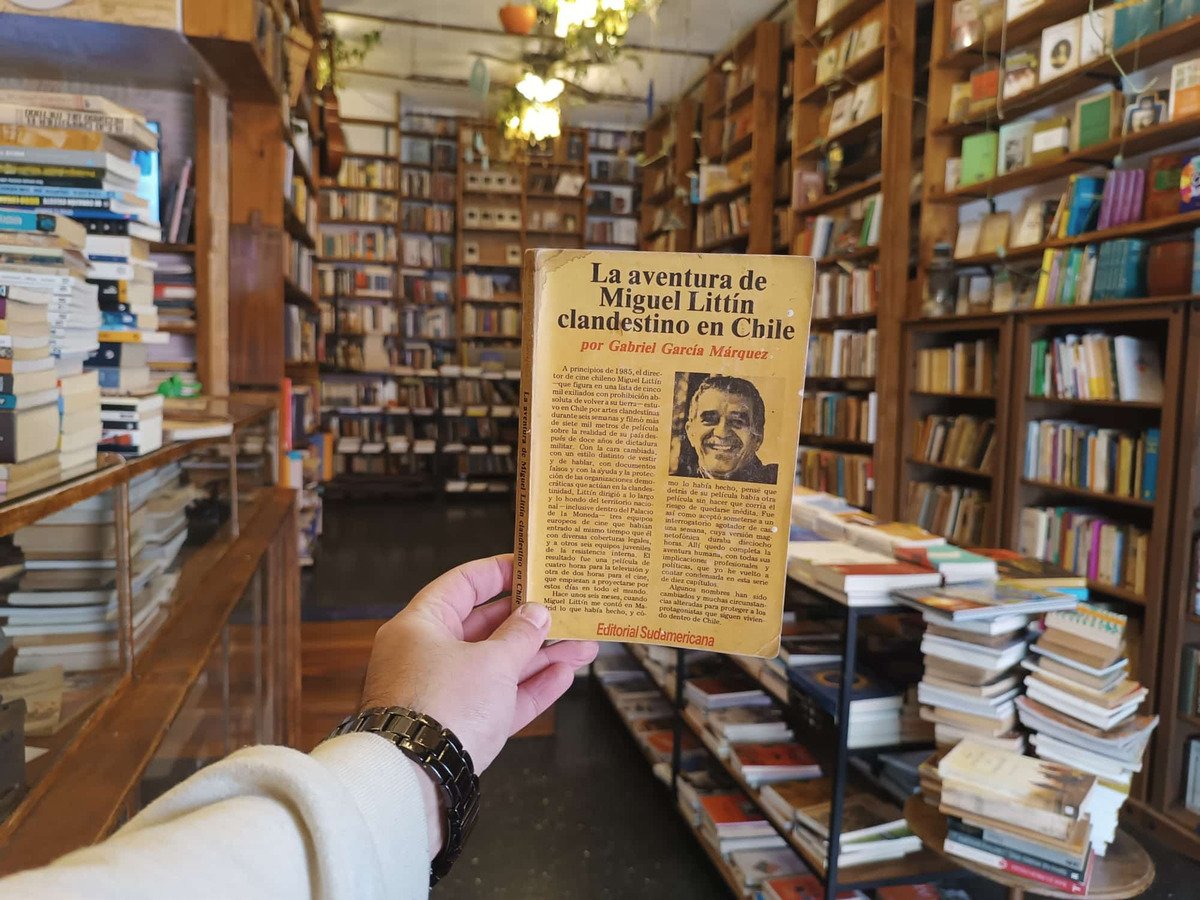 La aventura de
Miguel Littín
clandestino en Chile
por Gabriel García Márquez
A principios de 1985, el direc-
tor de cine chileno Miguel Littín
—que figura en una lista de cinco
mil exiliados con prohibición ab-
soluta de volver a su tierra— estu-
vo en Chile por artes clandestinas
durante seis semanas y filmó más
de siete mil metros de película
sobre la realidad de su país des-
pués de doce años de dictadura
militar. Con la cara cambiada,
con un estilo distinto de vestir
y de hablar, con documentos
falsos y con la ayuda y la protec-
ción de las organizaciones demo-
cráticas que actúan en la clandes-
tinidad, Littín dirigió a lo largo
y lo hondo del territorio nacio-
nal —inclusive dentro del Palacio
de la Moneda— tres equipos
europeos de cine que habían
entrado al mismo tiempo que él
con diversas coberturas legales,
y a otros seis equipos juveniles
de la resistencia interna. El
resultado fue una película de
cuatro horas para la televisión y
otra de dos horas para el cine,
que empiezan a proyectarse por
estos días en todo el mundo.
Hace unos seis meses, cuando
Miguel Littín me contó en Ma-
drid lo que había hecho, y có-
mo lo había hecho, pensé que
detrás de su película había otra
película sin hacer que corría el
riesgo de quedarse inédita. Fue
así como aceptó someterse a un
interrogatorio agotador de casi
una semana, cuya versión mag-
netofónica duraba dieciocho
horas. Allí quedó completa la
aventura humana, con todas sus
implicaciones profesionales y
políticas, que yo he vuelto a
contar condensada en esta serie
de diez capítulos.
Algunos nombres han sido
cambiados y muchas circunstan-
cias alteradas para proteger a los
protagonistas que siguen vivien-
do dentro de Chile.
Editorial Sudamericana
La aventura de Miguel Littín clandestino en Chile